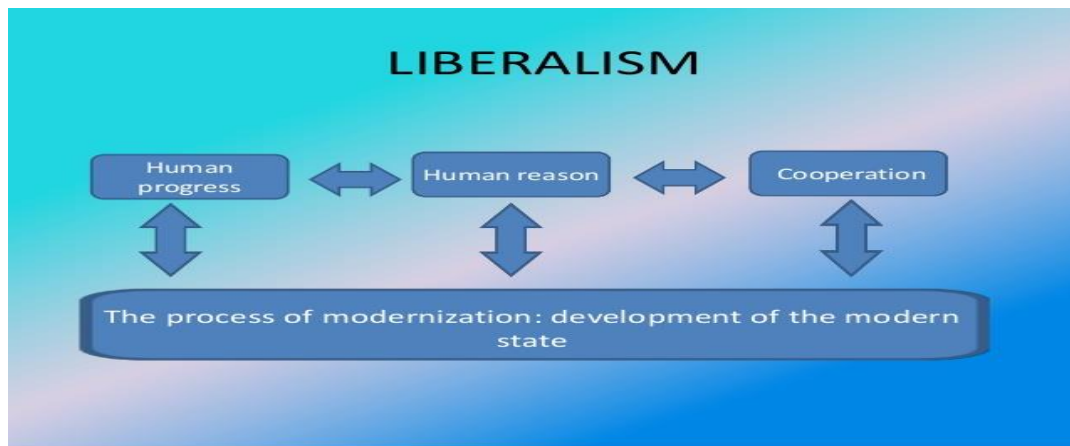 LIBERALISM
Human
progress
Human reason
Cooperation
The process of modernization: development of the modern
state